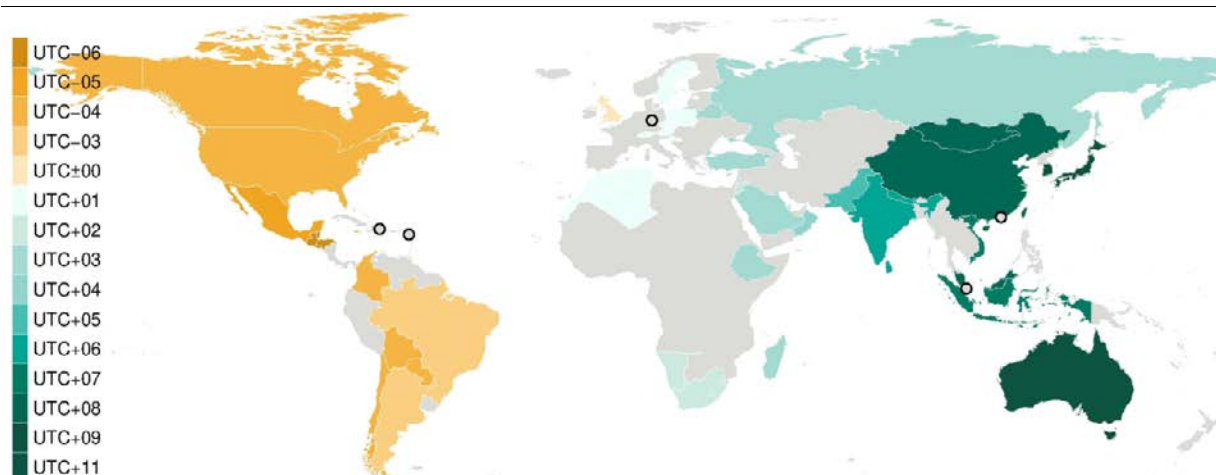 UTC−06
UTC−05
UTC−04
UTC−03
UTC±00
UTC+01
UTC+02
UTC+03
UTC+04
UTC+05
UTC+06
UTC+07
UTC+08
UTC+09
UTC+11